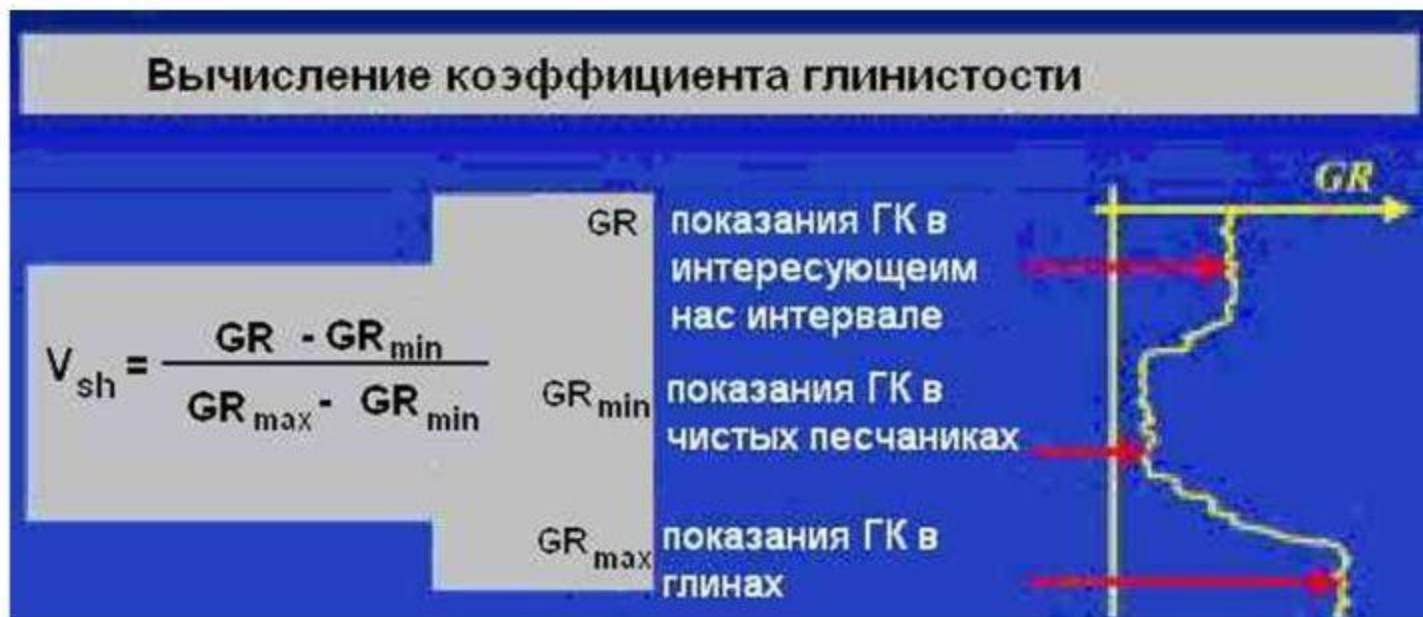 Вычисление коэффициента глинистости
GR
GR показания ГК в
интересующеим
нас интервале
V sh = GR - GR min
GR max - GR min
GR min показания ГК в
чистых песчаниках
GR max показания ГК в
глинах